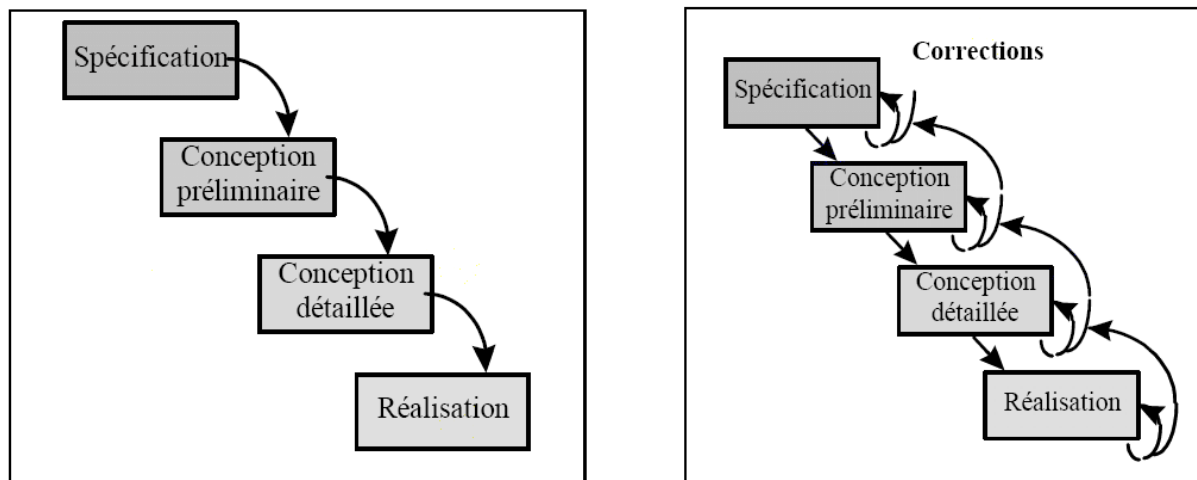 Spécification
Conception
préliminaire
Conception
détaillée
Réalisation
Corrections
Spécification
Conception
préliminaire
Conception
détaillée
Réalisation